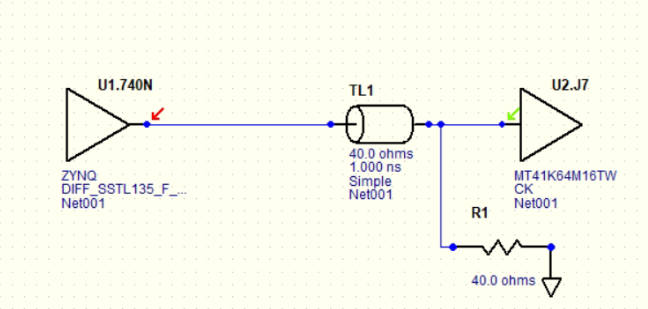 U1.740N
ZYNQ
DIFF_SSTL135_F_...
Net001
TL1
40.0 ohms
1.000 ns
Simple
Net001
U2.J7
MT41K64M16TW
CK
Net001
R1
40.0 ohms